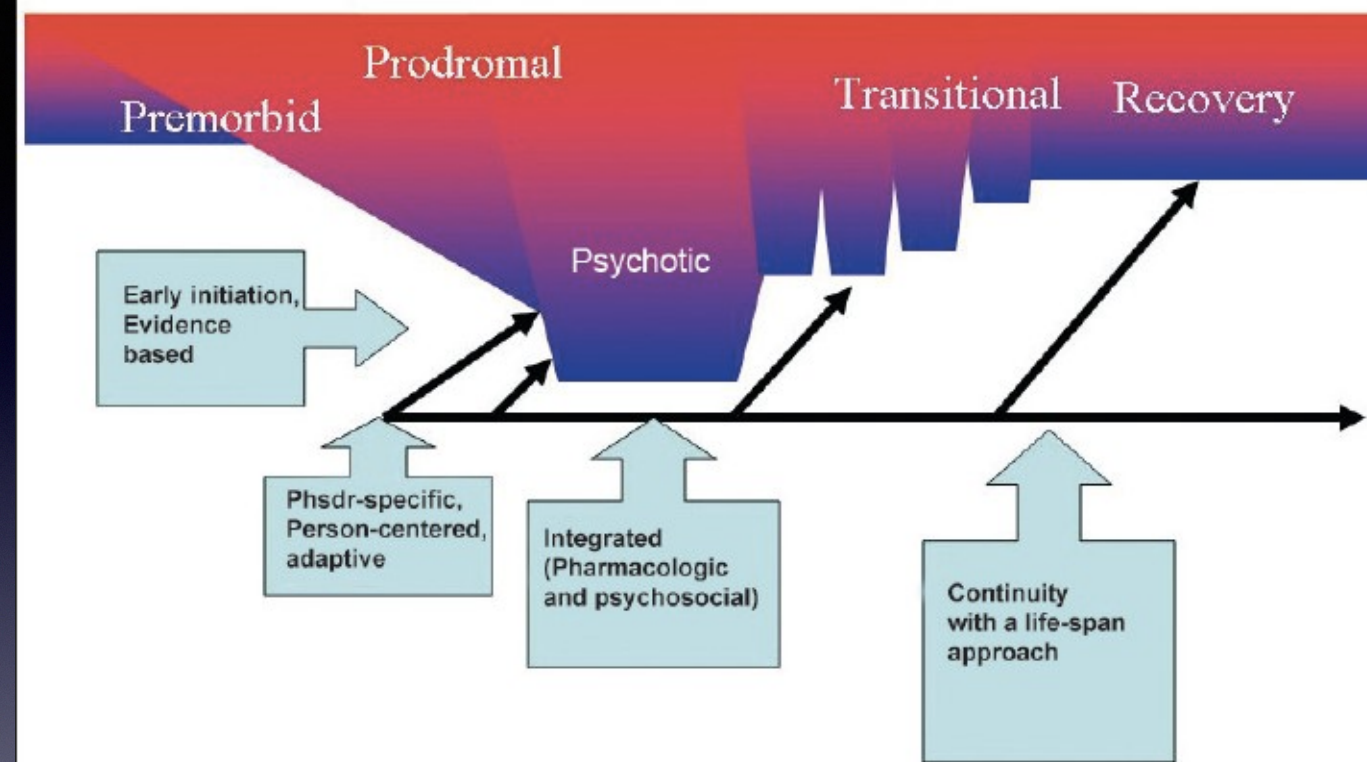 Prodromal
Premorbid
Transitional
Recovery
Psychotic
Early initiation,
Evidence
based
Phsdr-specific,
Person-centered,
adaptive
Integrated
(Pharmacologic
and psychosocial)
Continuity
with a life-span
approach